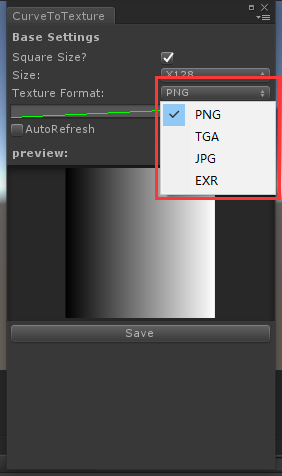 CurveToTexture
Base Settings
Square Size?
Size: X128
Texture Format: PNG
PNG
TGA
JPG
EXR
AutoRefresh
preview:
Save